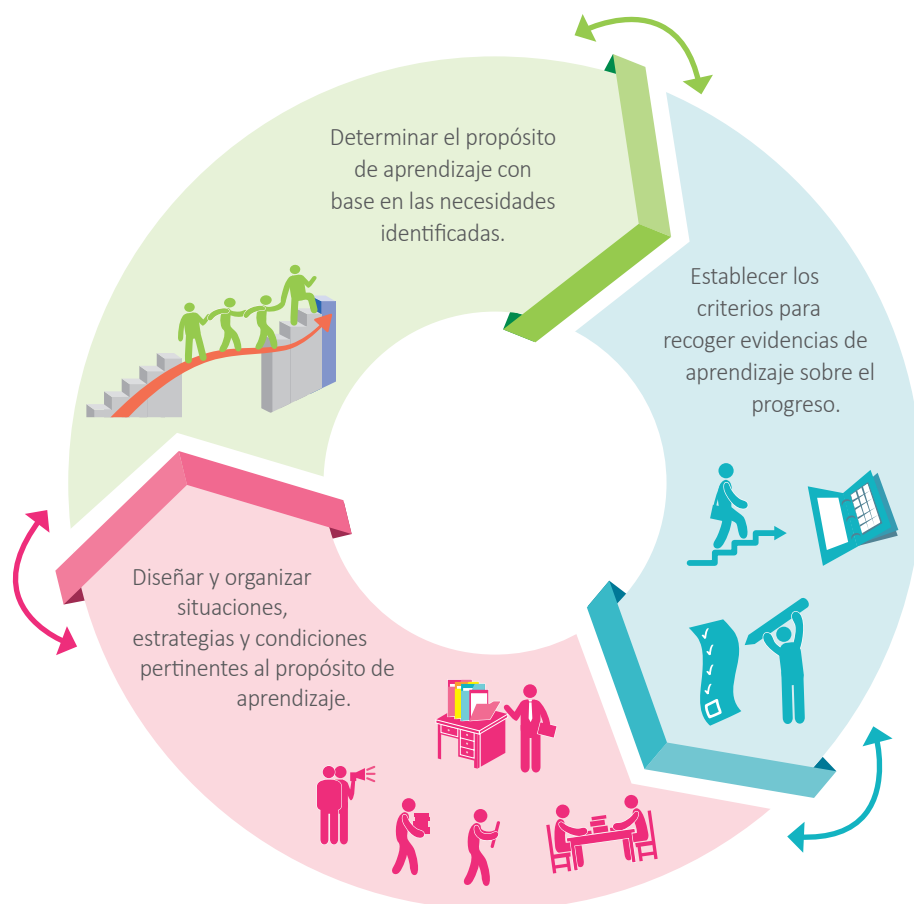 Determinar el propósito
de aprendizaje con
base en las necesidades
identificadas.
Establecer los
criterios para
recoger evidencias de
aprendizaje sobre el
progreso.
Diseñar y organizar
situaciones,
estrategias y condiciones
pertinentes al propósito de
aprendizaje.